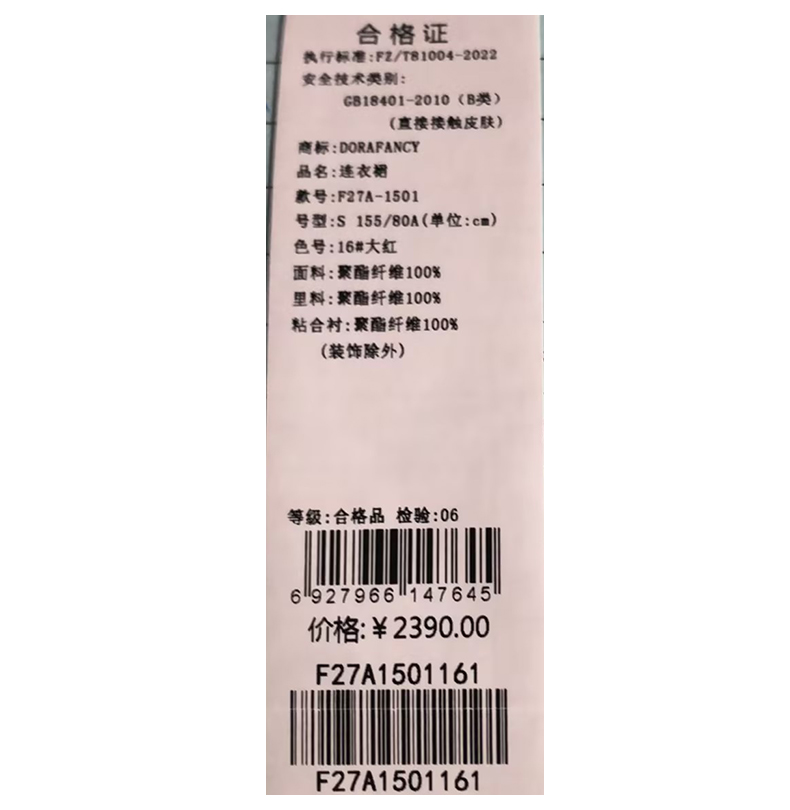 合格证
执行标准:FZ/T81004-2022
安全技术类别:
GB18401-2010(B类)
(直接接触皮肤)
商标:DORAFANCY
品名:连衣裙
款号:F27A-1501
号型:S 155/80A(单位:cm)
色号:16#大红
面料:聚酯纤维100%
里料:聚酯纤维100%
粘合衬:聚酯纤维100%
(装饰除外)
等级:合格品 检验:06
6 927966 147645
价格:¥2390.00
F27A1501161
F27A1501161